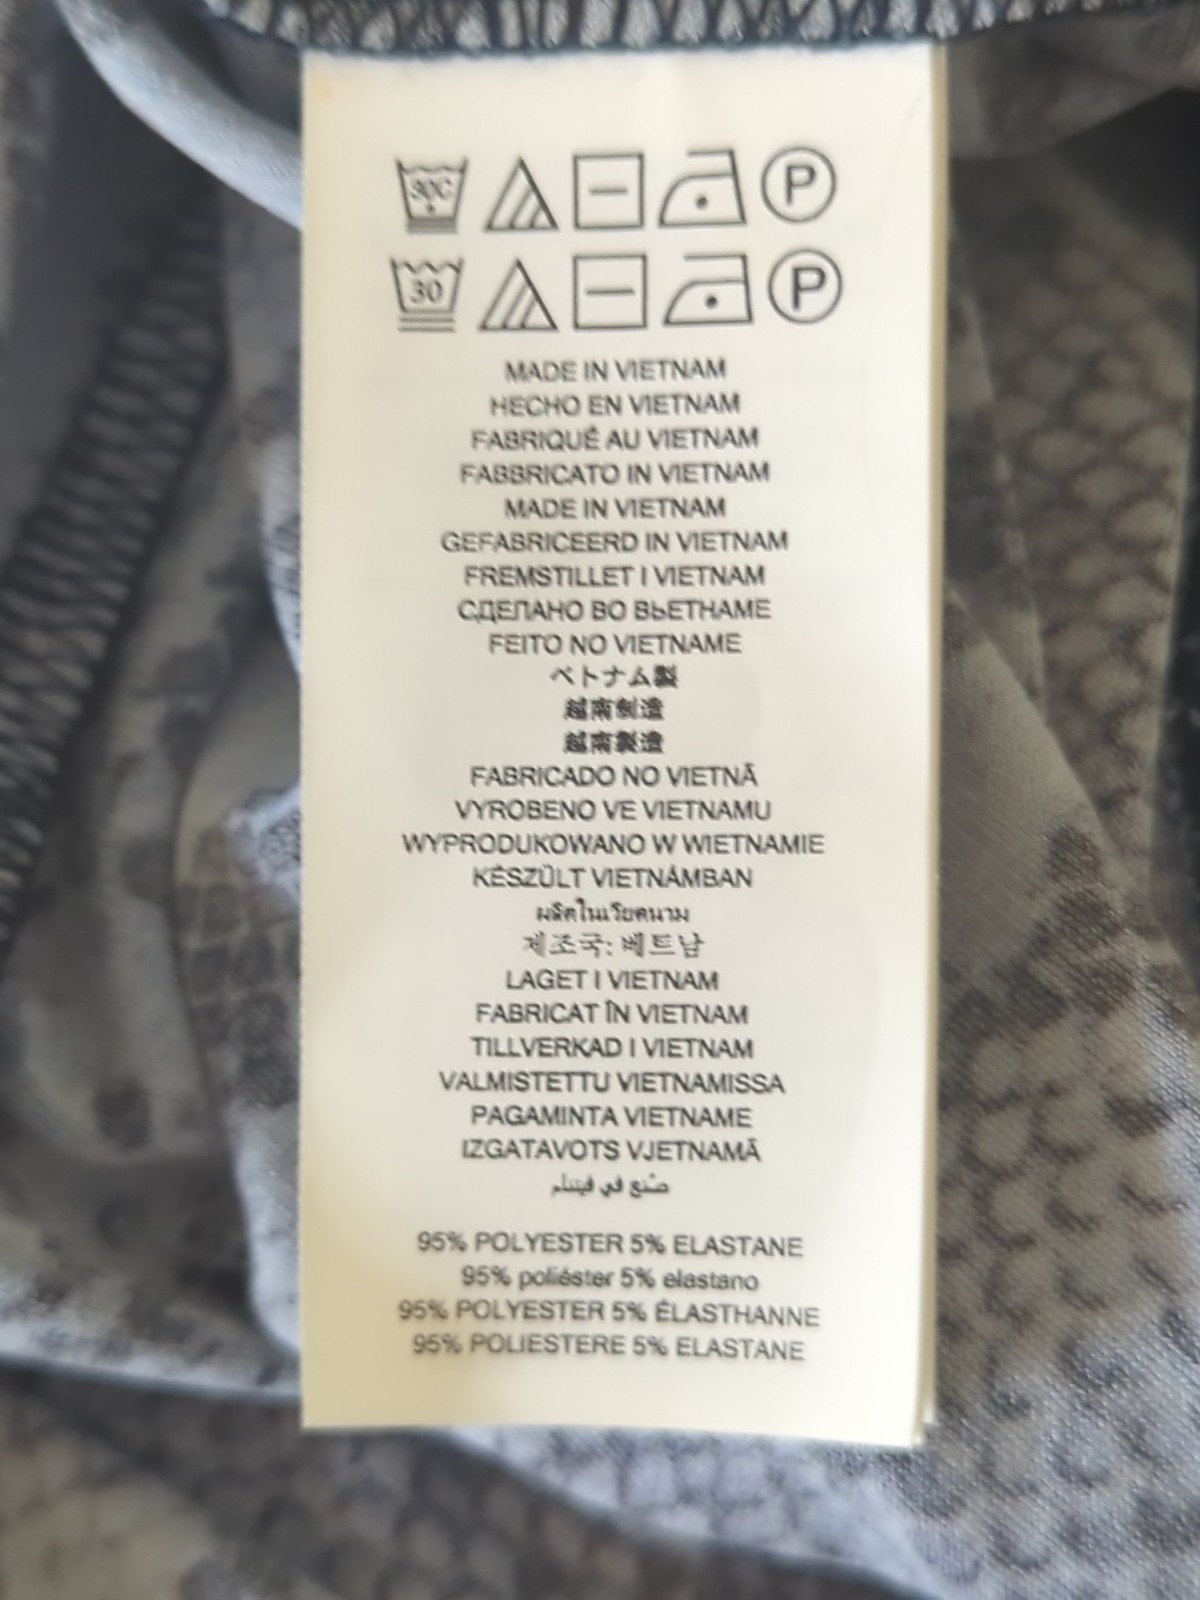 30C P
30 P
MADE IN VIETNAM
HECHO EN VIETNAM
FABRIQUÉ AU VIETNAM
FABBRICATO IN VIETNAM
MADE IN VIETNAM
GEFABRICEERD IN VIETNAM
FREMSTILLET I VIETNAM
СДЕЛАНО ВО ВЬЕТНАМЕ
FEITO NO VIETNAME
ベトナム製
越南制造
越南製造
FABRICADO NO VIETNÃ
VYROBENO VE VIETNAMU
WYPRODUKOWANO W WIETNAMIE
KÉSZÜLT VIETNÁMBAN
ผลิตในเวียดนาม
제조국: 베트남
LAGET I VIETNAM
FABRICAT ÎN VIETNAM
TILLVERKAD I VIETNAM
VALMISTETTU VIETNAMISSA
PAGAMINTA VIETNAME
IZGATAVOTS VJETNAMĀ
صُنع في فيتنام
95% POLYESTER 5% ELASTANE
95% poliéster 5% elastano
95% POLYESTER 5% ÉLASTHANNE
95% POLIESTERE 5% ELASTANE